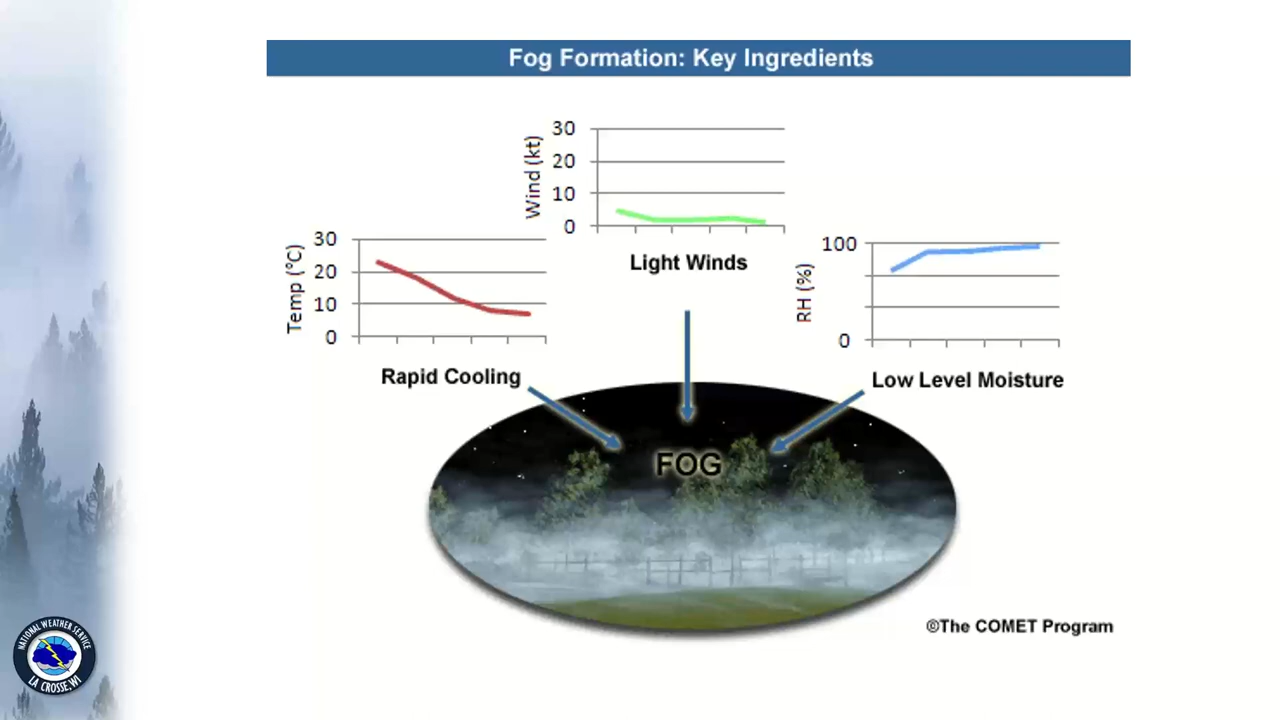 Fog Formation: Key Ingredients
Wind (kt)
30
20
10
0
Light Winds
Temp (°C)
30
20
10
0
Rapid Cooling
RH (%)
100
0
Low Level Moisture
FOG
©The COMET Program
NATIONAL WEATHER SERVICE
LA CROSSE, WI